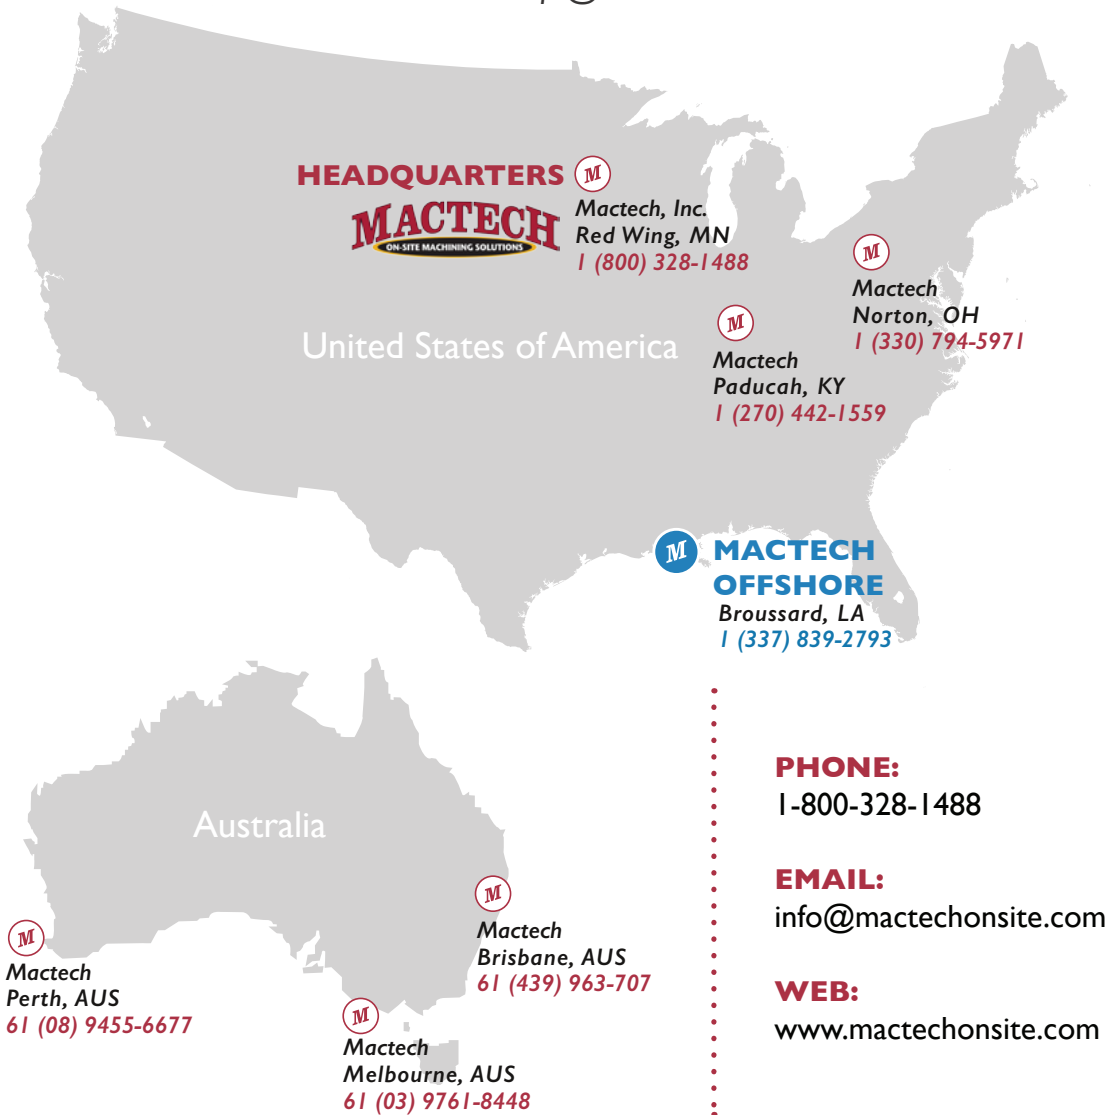 HEADQUARTERS
M
MACTECH
ON-SITE MACHINING SOLUTIONS
Mactech, Inc.
Red Wing, MN
1 (800) 328-1488
M
Mactech
Norton, OH
1 (330) 794-5971
United States of America
M
Mactech
Paducah, KY
1 (270) 442-1559
M
MACTECH
OFFSHORE
Broussard, LA
1 (337) 839-2793
Australia
M
Mactech
Brisbane, AUS
61 (439) 963-707
M
Mactech
Perth, AUS
61 (08) 9455-6677
M
Mactech
Melbourne, AUS
61 (03) 9761-8448
PHONE:
1-800-328-1488
EMAIL:
info@mactechonsite.com
WEB:
www.mactechonsite.com